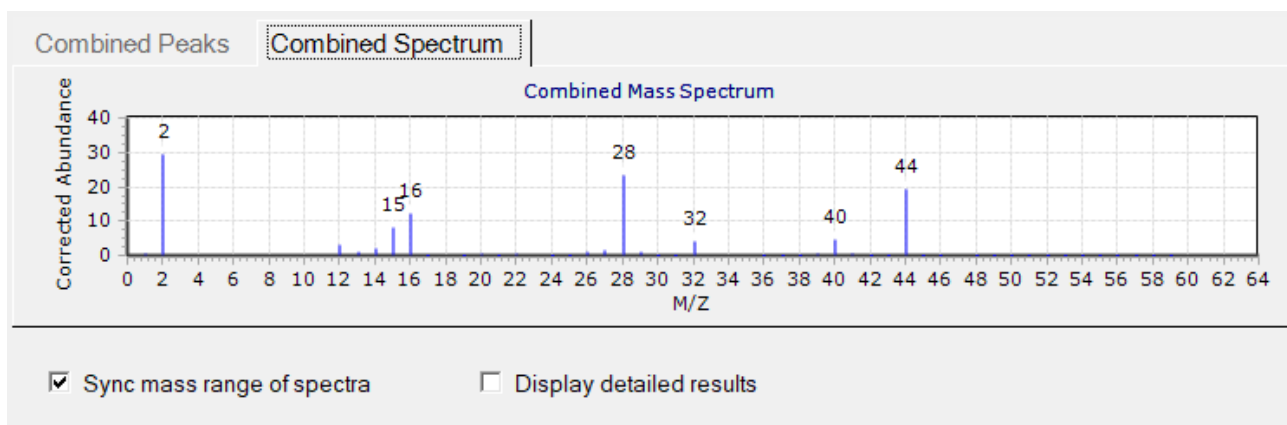 Combined Peaks Combined Spectrum
Combined Mass Spectrum
Corrected Abundance
40
30
20
10
0
2
15
16
28
32
40
44
0 2 4 6 8 10 12 14 16 18 20 22 24 26 28 30 32 34 36 38 40 42 44 46 48 50 52 54 56 58 60 62 64
M/Z
Sync mass range of spectra Display detailed results